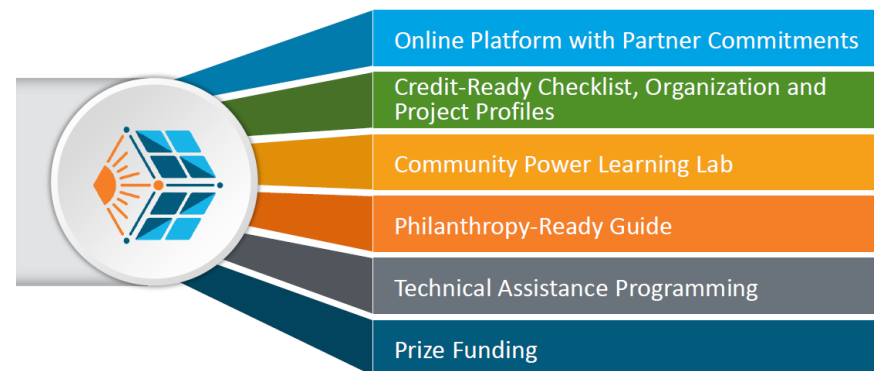 Online Platform with Partner Commitments
Credit-Ready Checklist, Organization and
Project Profiles
Community Power Learning Lab
Philanthropy-Ready Guide
Technical Assistance Programming
Prize Funding